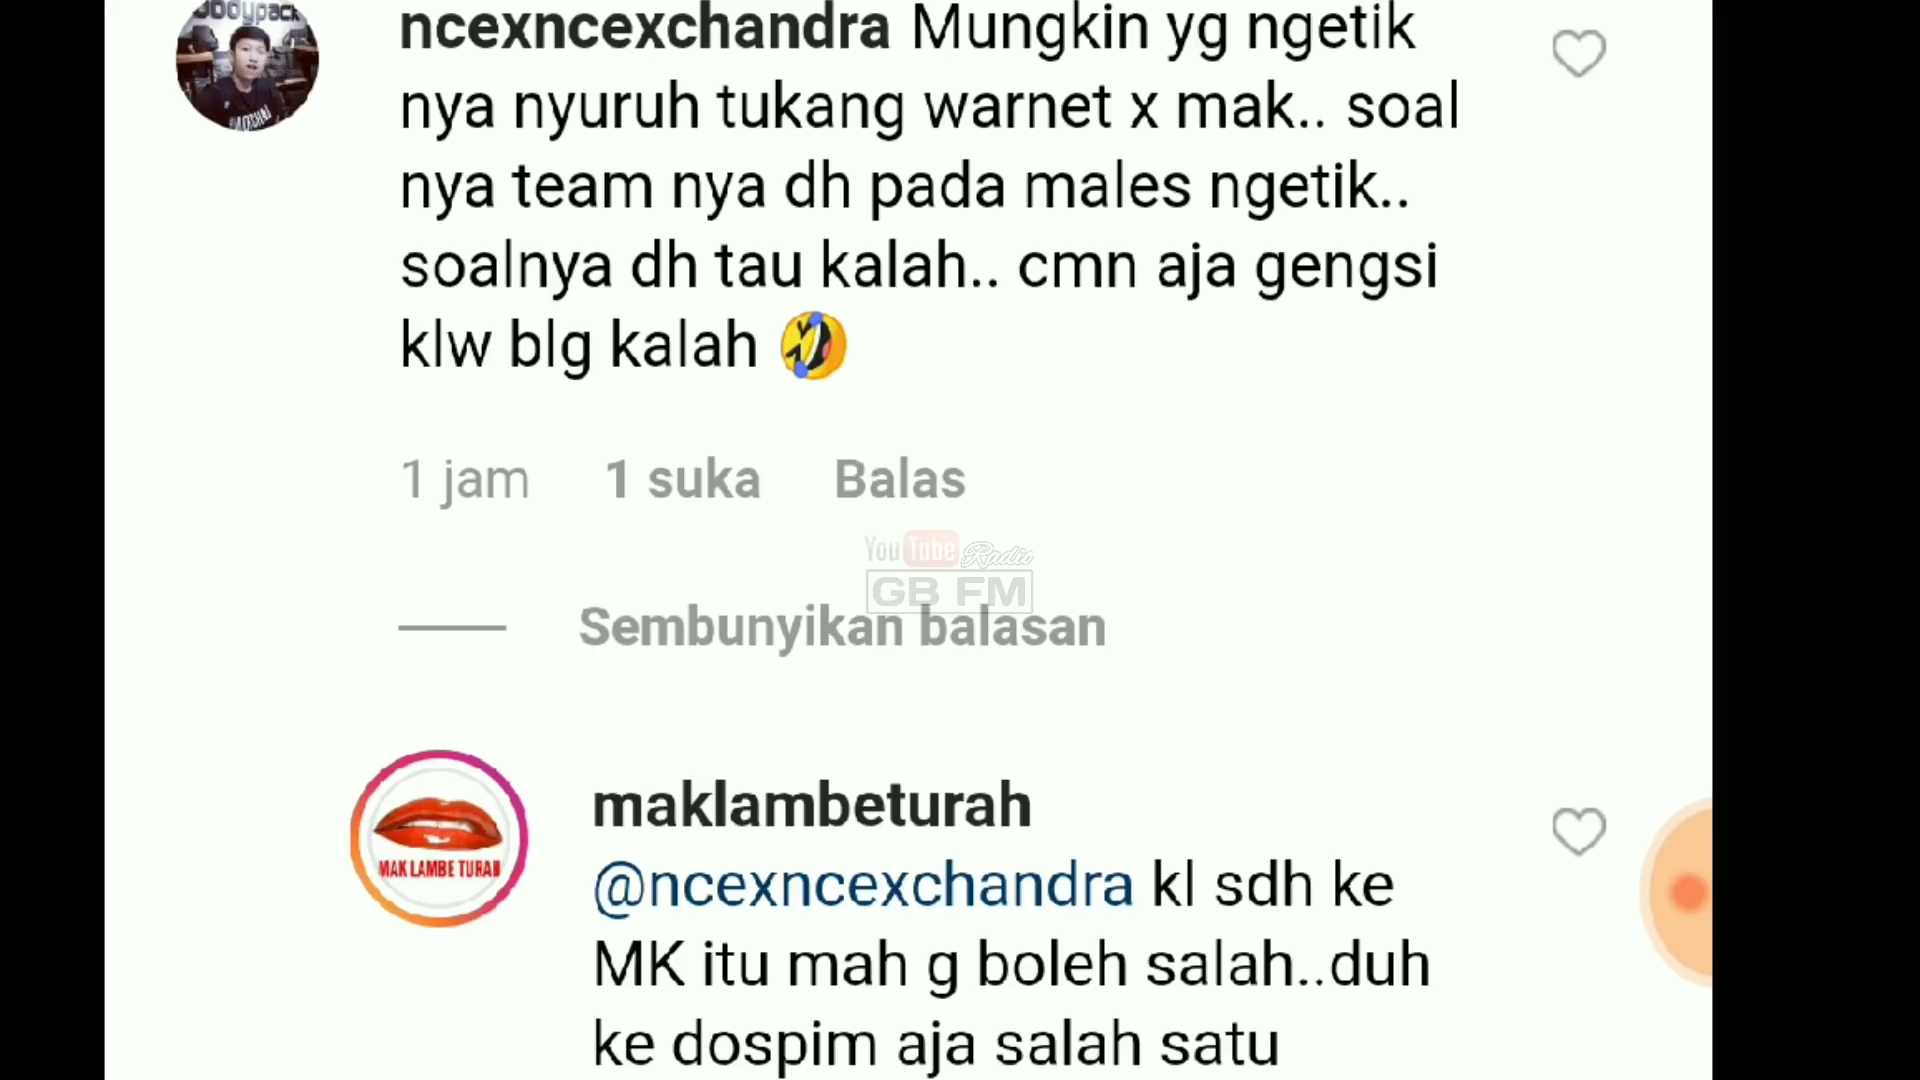 bodypack
ncexncexchandra Mungkin yg ngetik
nya nyuruh tukang warnet x mak.. soal
nya team nya dh pada males ngetik..
soalnya dh tau kalah.. cmn aja gengsi
klw blg kalah 🤣
1 jam 1 suka Balas
YouTube Radio
GB FM
Sembunyikan balasan
MAK LAMBE TURAH
maklambeturah
@ncexncexchandra kl sdh ke
MK itu mah g boleh salah..duh
ke dospim aja salah satu